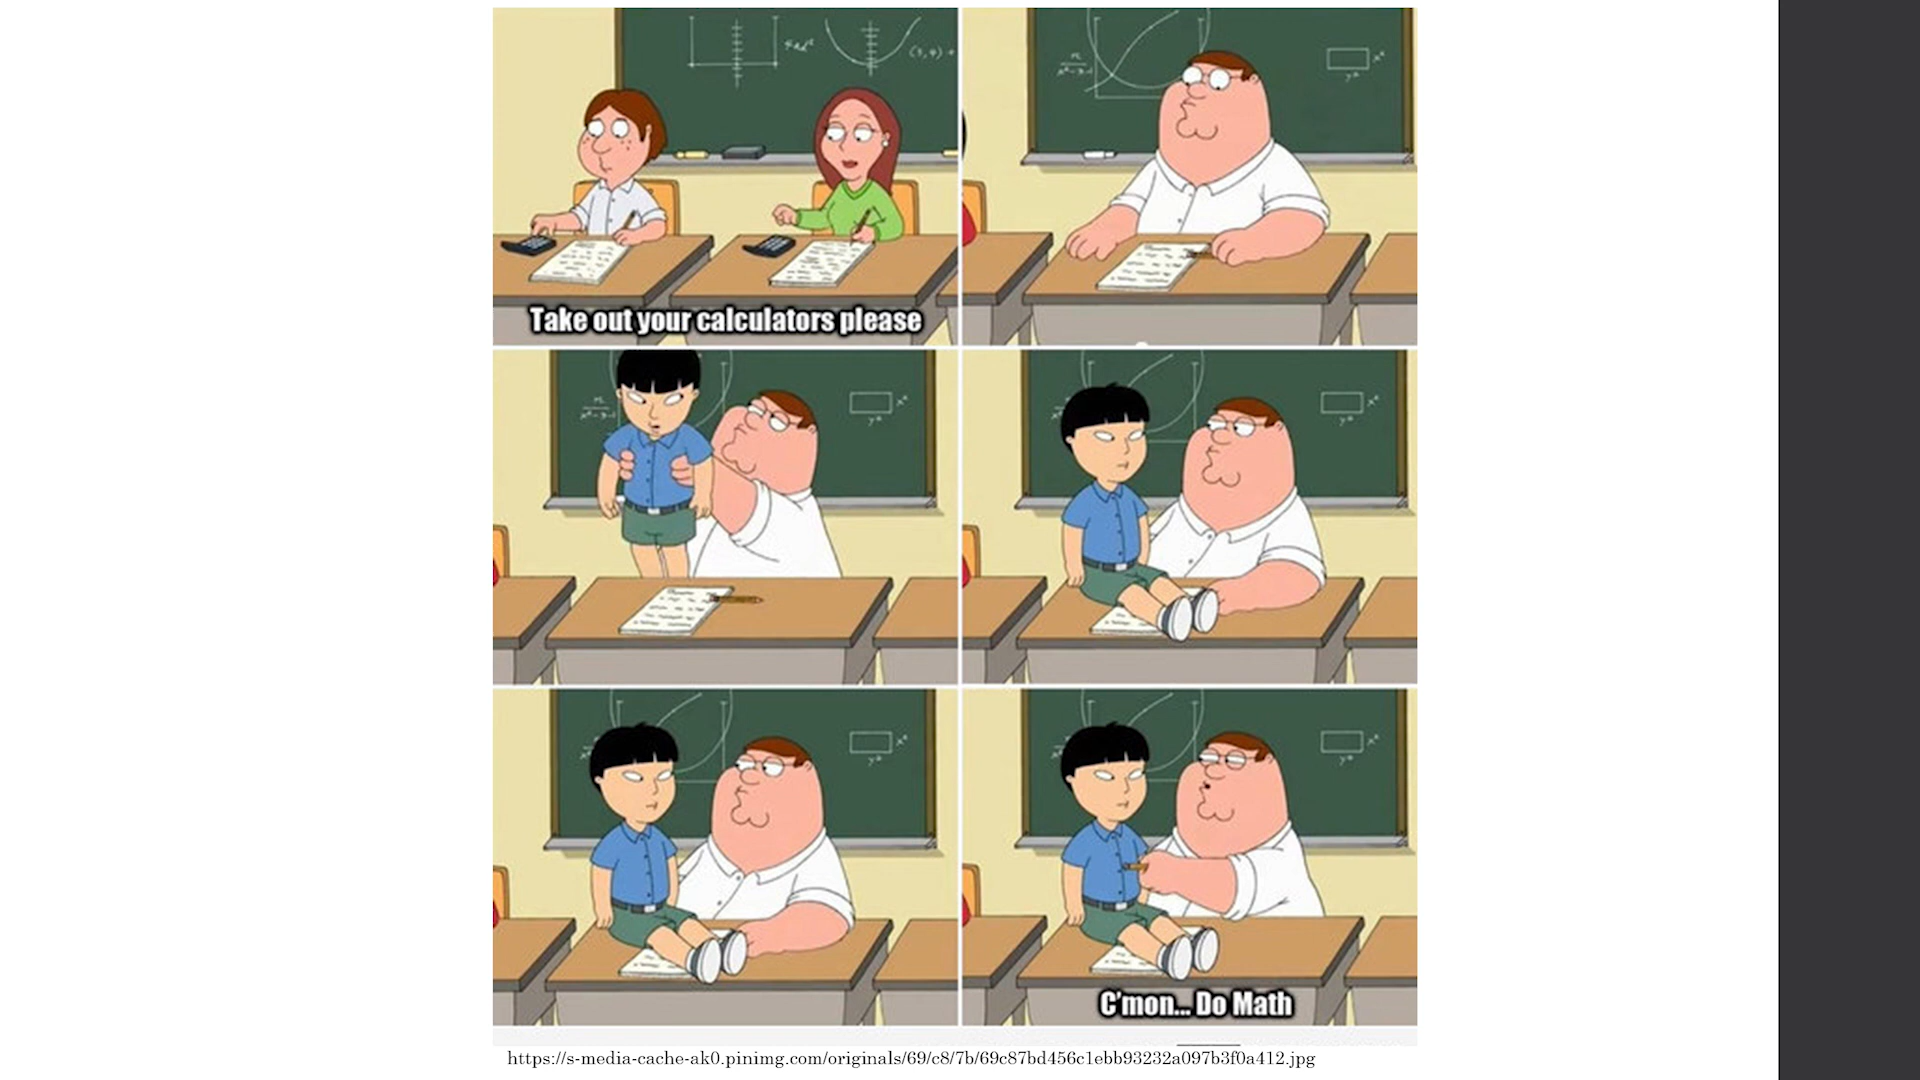 Take out your calculators please
C'mon... Do Math
https://s-media-cache-ak0.pinimg.com/originals/69/c8/7b/69c87bd456c1ebb93232a097b3f0a412.jpg